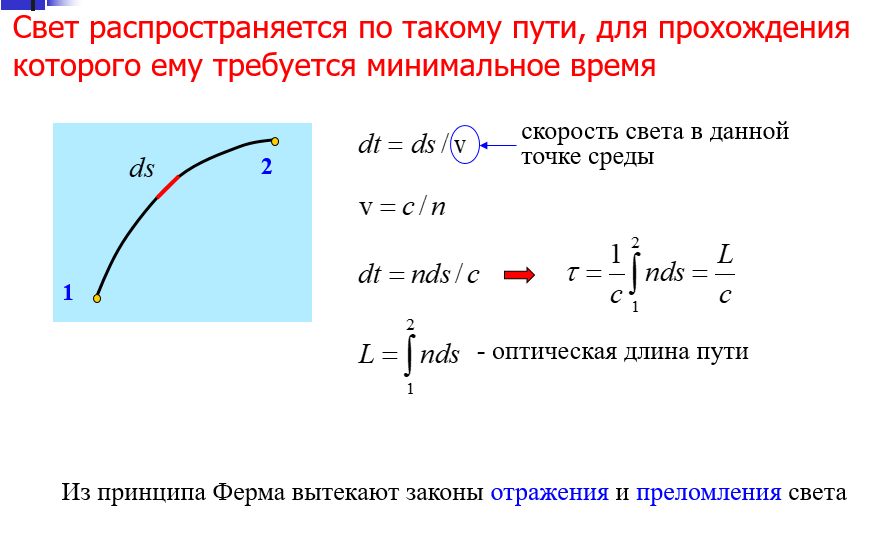 Свет распространяется по такому пути, для прохождения
которого ему требуется минимальное время
ds
2
1
dt = ds / v
скорость света в данной
точке среды
v = c / n
dt = nds / c
τ = 1/c ∫₁² nds = L/c
L = ∫₁² nds - оптическая длина пути
Из принципа Ферма вытекают законы отражения и преломления света